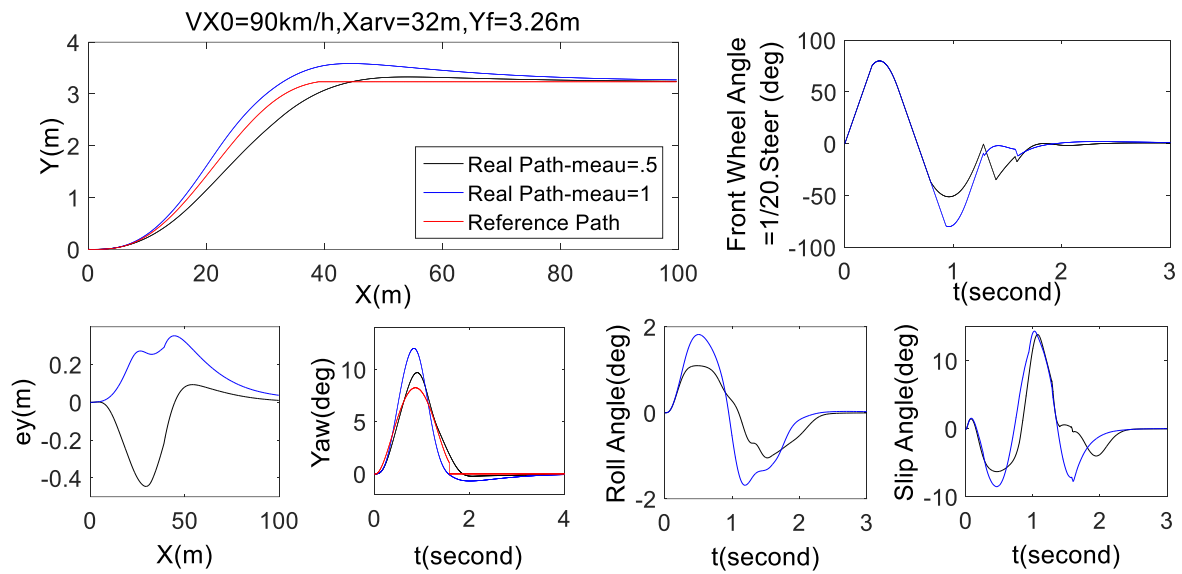 VX0=90km/h,Xarv=32m,Yf=3.26m
4
3
2
1
0
Y(m)
Real Path-meau=.5
Real Path-meau=1
Reference Path
0 20 40 60 80 100
X(m)
100
50
0
-50
-100
Front Wheel Angle
=1/20.Steer (deg)
0 1 2 3
t(second)
0.2
0
-0.2
-0.4
ey(m)
0 50 100
X(m)
10
5
0
Yaw(deg)
0 2 4
t(second)
2
0
-2
Roll Angle(deg)
0 1 2 3
t(second)
10
0
-10
Slip Angle(deg)
0 1 2 3
t(second)